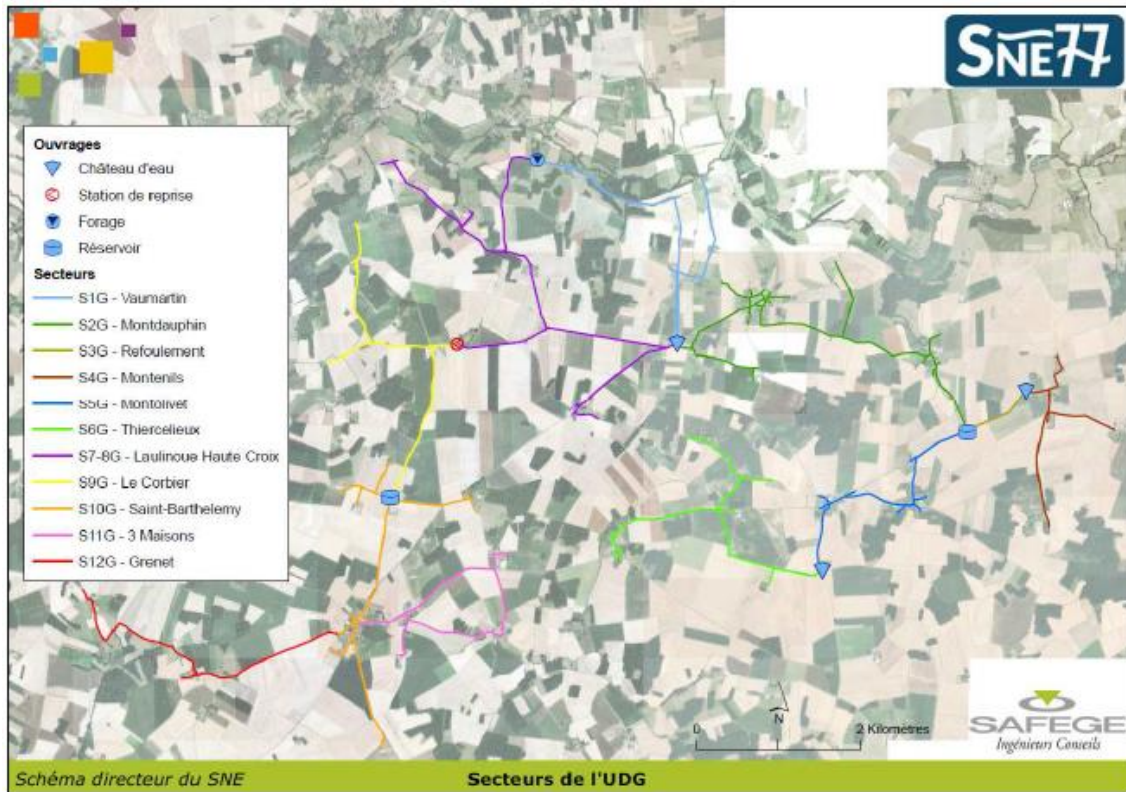 SNE77
Ouvrages
Château d'eau
Station de reprise
Forage
Réservoir
Secteurs
S1G - Vaumartin
S2G - Montdauphin
S3G - Refoulement
S4G - Montenils
S5G - Montolivet
S6G - Thiercelieux
S7-8G - Laulinoue Haute Croix
S9G - Le Corbier
S10G - Saint-Barthelemy
S11G - 3 Maisons
S12G - Grenet
N
0 2 Kilomètres
SAFEGE
Ingénieurs Conseils
Schéma directeur du SNE Secteurs de l'UDG